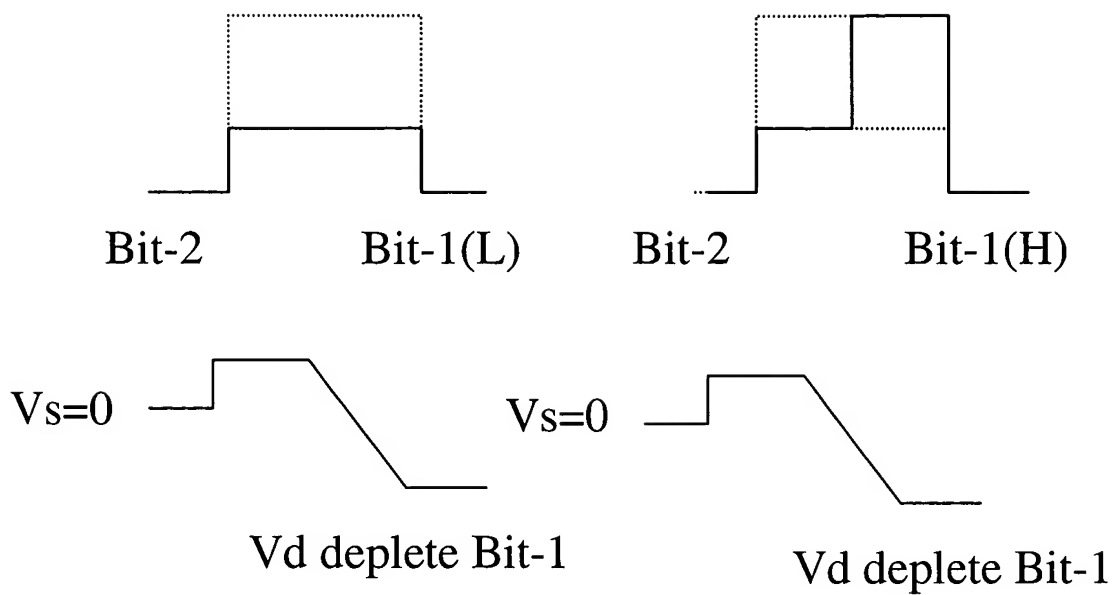 Bit-2 Bit-1(L) Bit-2 Bit-1(H)
Vs=0 Vs=0
Vd deplete Bit-1 Vd deplete Bit-1